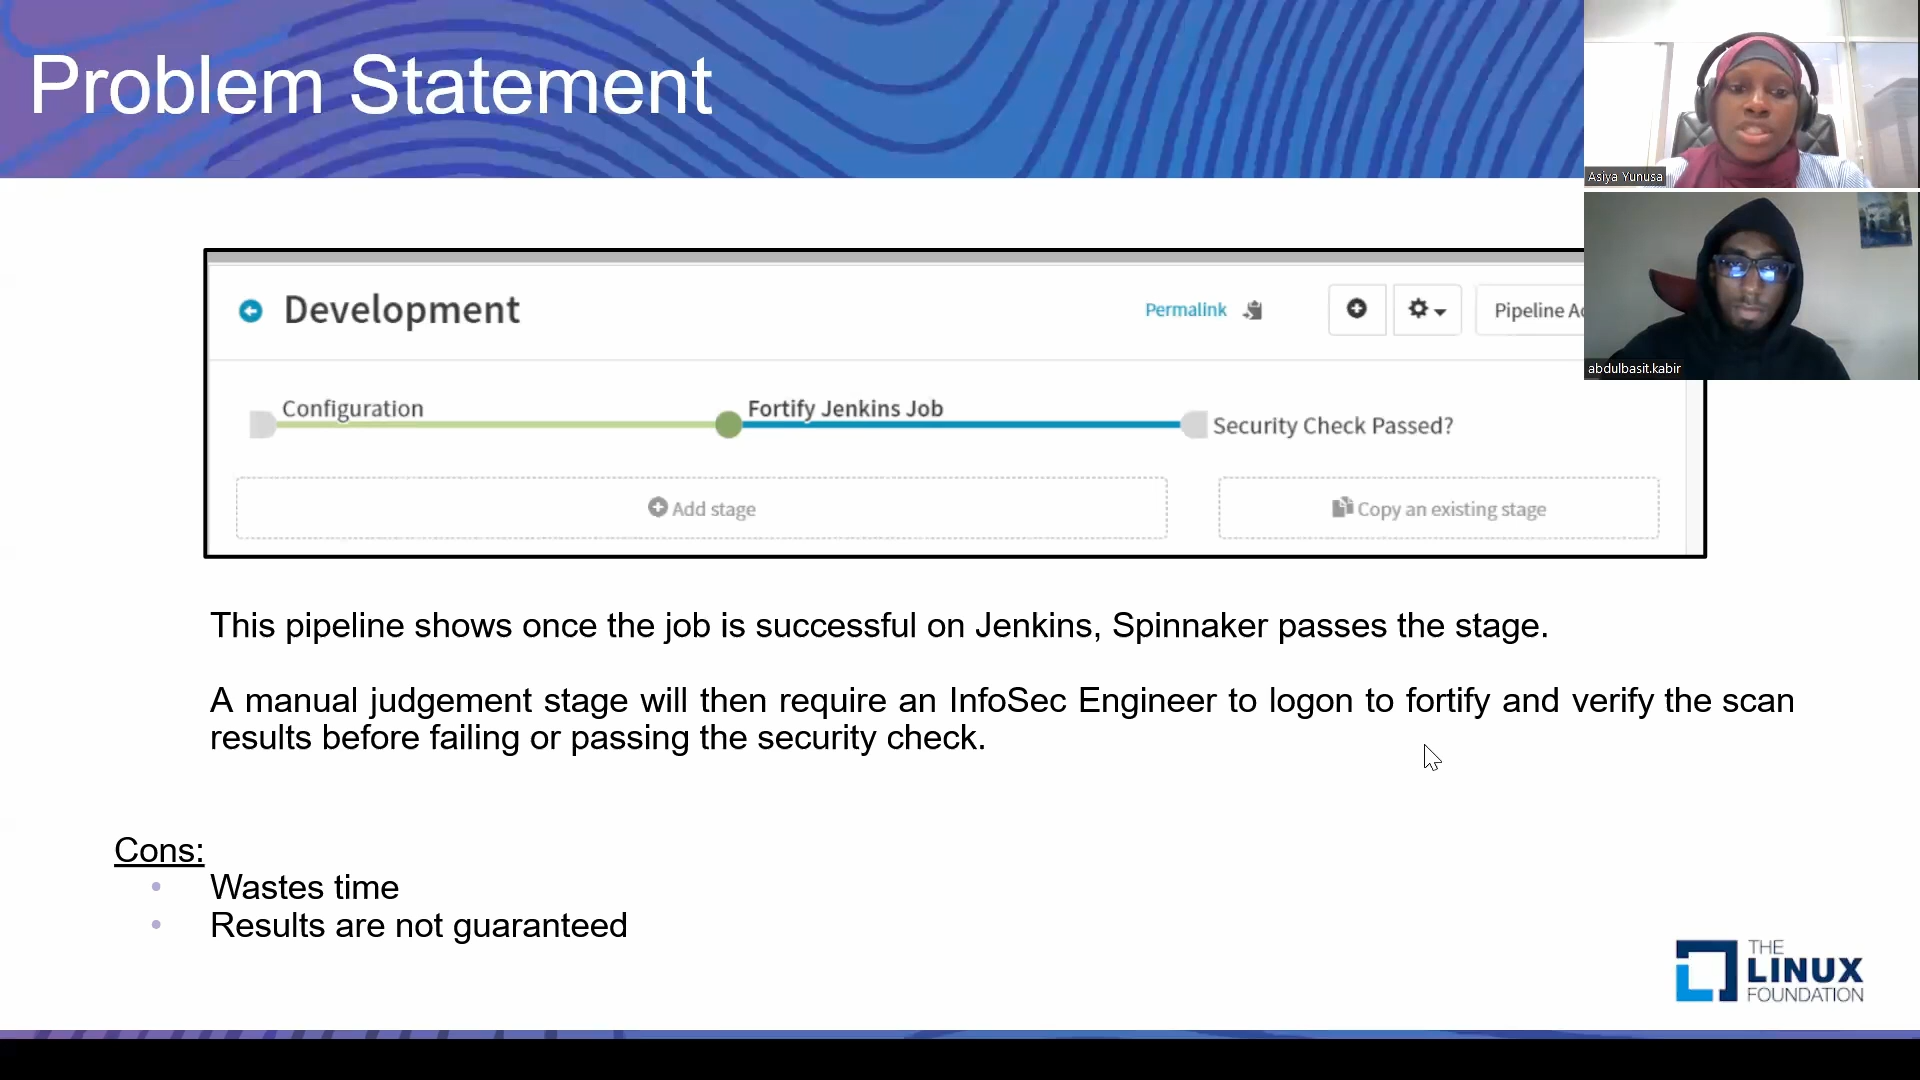 Problem Statement
Asiya Yunusa
abdulbasit.kabir
Development
Permalink
Configuration
Fortify Jenkins Job
Security Check Passed?
Add stage
Copy an existing stage
This pipeline shows once the job is successful on Jenkins, Spinnaker passes the stage.
A manual judgement stage will then require an InfoSec Engineer to logon to fortify and verify the scan
results before failing or passing the security check.
Cons:
• Wastes time
• Results are not guaranteed
THE
LINUX
FOUNDATION
Pipeline